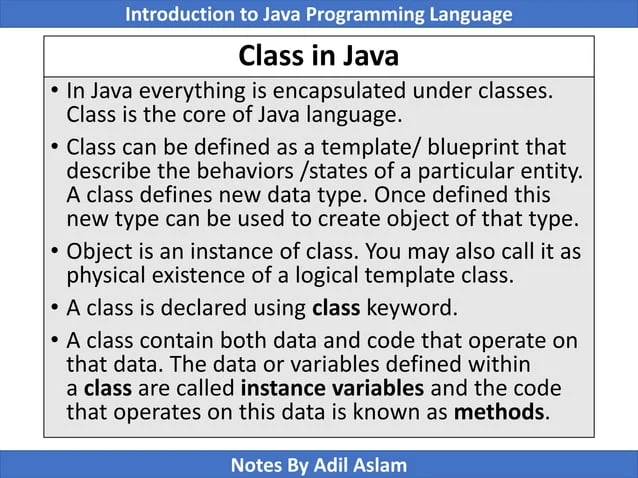 Introduction to Java Programming Language
Class in Java
• In Java everything is encapsulated under classes.
Class is the core of Java language.
• Class can be defined as a template/ blueprint that
describe the behaviors /states of a particular entity.
A class defines new data type. Once defined this
new type can be used to create object of that type.
• Object is an instance of class. You may also call it as
physical existence of a logical template class.
• A class is declared using class keyword.
• A class contain both data and code that operate on
that data. The data or variables defined within
a class are called instance variables and the code
that operates on this data is known as methods.
Notes By Adil Aslam